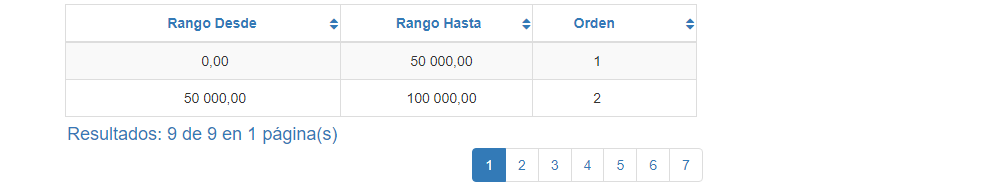 Rango Desde Rango Hasta Orden
0,00 50 000,00 1
50 000,00 100 000,00 2
Resultados: 9 de 9 en 1 página(s)
1 2 3 4 5 6 7